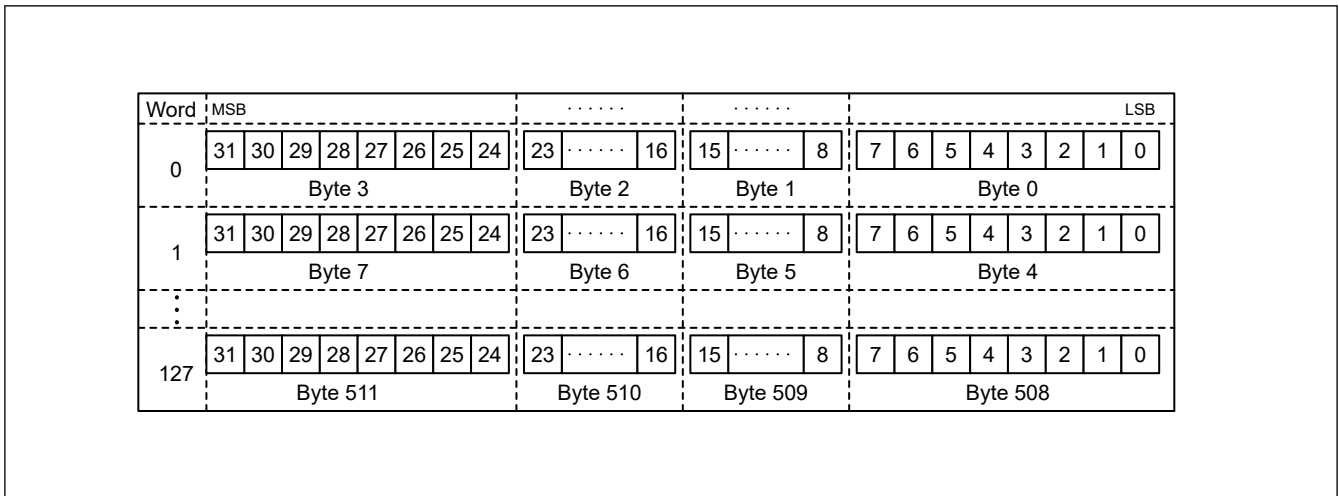 Word MSB ······ ······ LSB
0 31 30 29 28 27 26 25 24 23 ······ 16 15 ······ 8 7 6 5 4 3 2 1 0
Byte 3 Byte 2 Byte 1 Byte 0
1 31 30 29 28 27 26 25 24 23 ······ 16 15 ······ 8 7 6 5 4 3 2 1 0
Byte 7 Byte 6 Byte 5 Byte 4
⋮
127 31 30 29 28 27 26 25 24 23 ······ 16 15 ······ 8 7 6 5 4 3 2 1 0
Byte 511 Byte 510 Byte 509 Byte 508